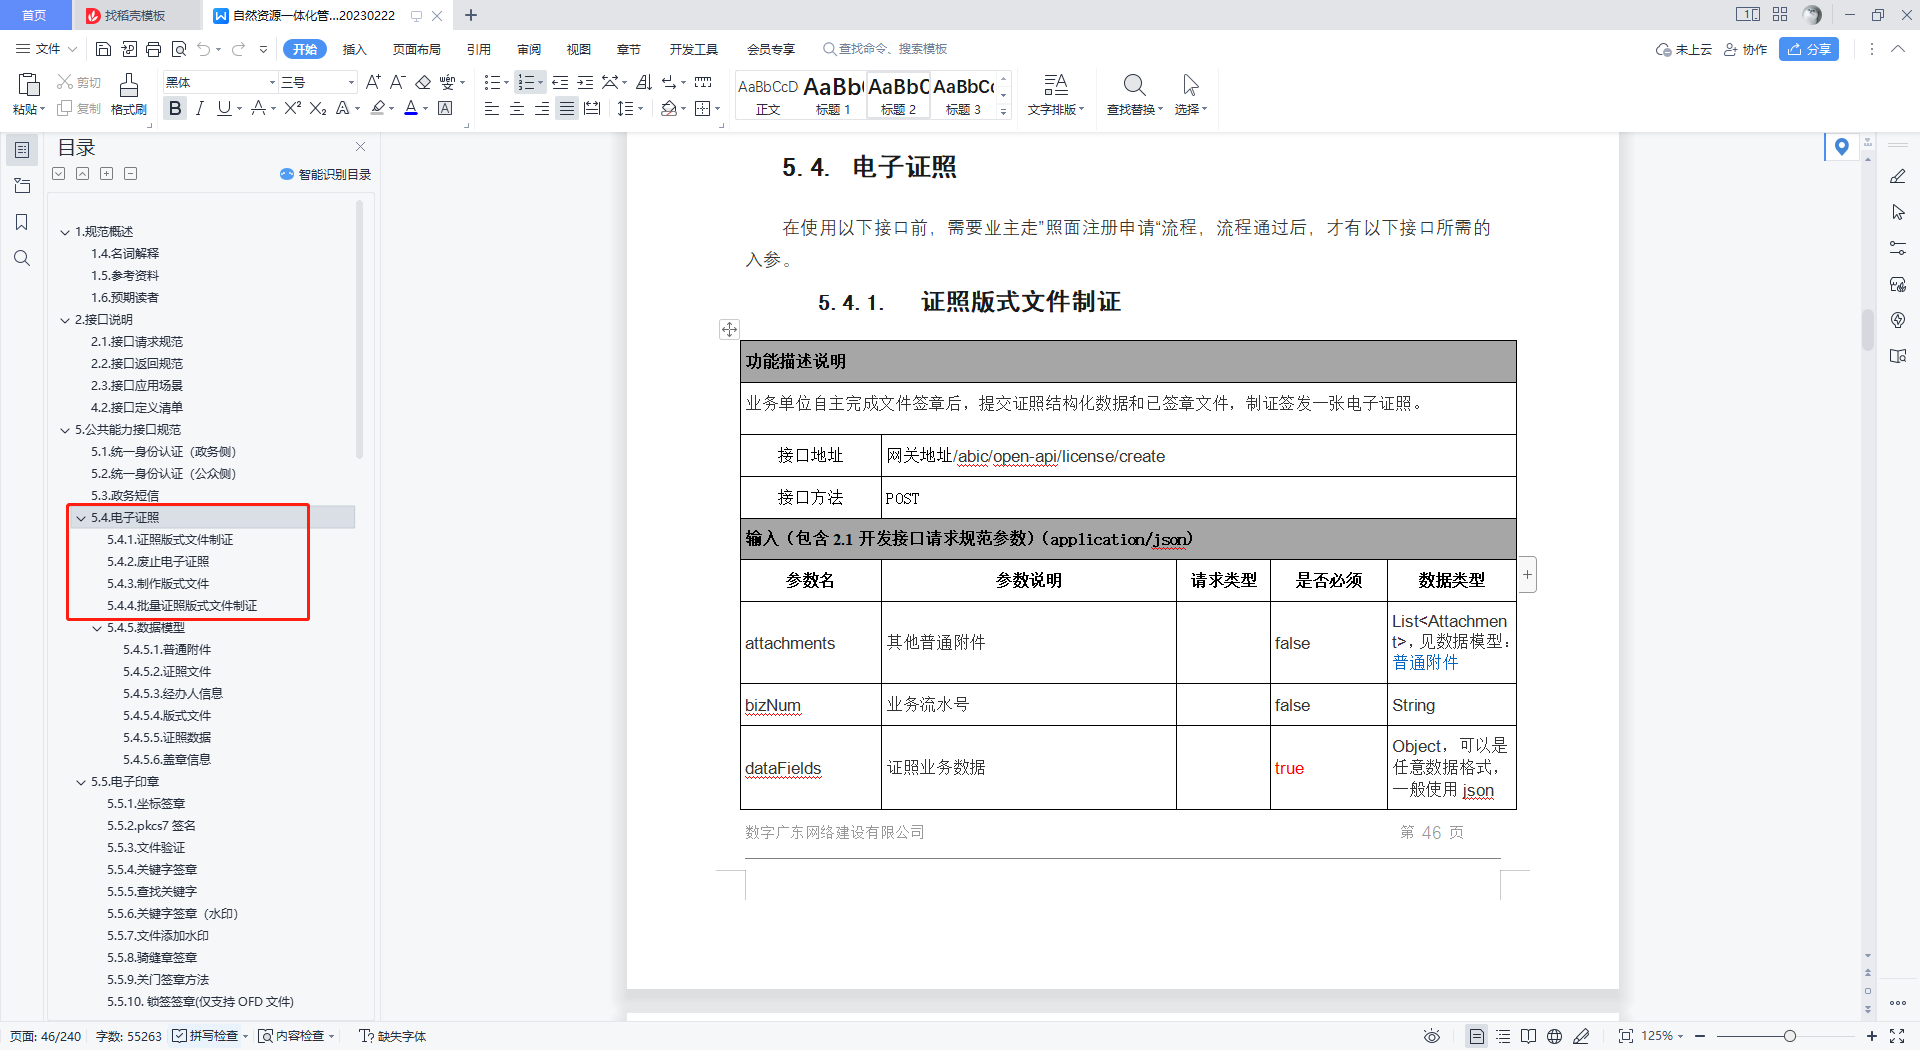 首页
找稻壳模板
自然资源一体化管...20230222
文件
开始
插入
页面布局
引用
审阅
视图
章节
开发工具
会员专享
查找命令、搜索模板
未上云
协作
分享
粘贴
剪切
复制
格式刷
黑体
三号
AaBbCcD
正文
AaBb
标题 1
AaBbC
标题 2
AaBbC
标题 3
文字排版
查找替换
选择
目录
智能识别目录
1.规范概述
1.4.名词解释
1.5.参考资料
1.6.预期读者
2.接口说明
2.1.接口请求规范
2.2.接口返回规范
2.3.接口应用场景
4.2.接口定义清单
5.公共能力接口规范
5.1.统一身份认证（政务侧）
5.2.统一身份认证（公众侧）
5.3.政务短信
5.4.电子证照
5.4.1.证照版式文件制证
5.4.2.废止电子证照
5.4.3.制作版式文件
5.4.4.批量证照版式文件制证
5.4.5.数据模型
5.4.5.1.普通附件
5.4.5.2.证照文件
5.4.5.3.经办人信息
5.4.5.4.版式文件
5.4.5.5.证照数据
5.4.5.6.盖章信息
5.5.电子印章
5.5.1.坐标签章
5.5.2.pkcs7 签名
5.5.3.文件验证
5.5.4.关键字签章
5.5.5.查找关键字
5.5.6.关键字签章（水印）
5.5.7.文件添加水印
5.5.8.骑缝章签章
5.5.9.关门签章方法
5.5.10. 锁签签章(仅支持 OFD 文件)
5.4. 电子证照
在使用以下接口前，需要业主走”照面注册申请“流程，流程通过后，才有以下接口所需的
入参。
5.4.1. 证照版式文件制证
功能描述说明
业务单位自主完成文件签章后，提交证照结构化数据和已签章文件，制证签发一张电子证照。
接口地址 网关地址/abic/open-api/license/create
接口方法 POST
输入（包含 2.1 开发接口请求规范参数）（application/json）
参数名 参数说明 请求类型 是否必须 数据类型
attachments 其他普通附件 false List<Attachmen
t>，见数据模型：
普通附件
bizNum 业务流水号 false String
dataFields 证照业务数据 true Object，可以是
任意数据格式，
一般使用 json
数字广东网络建设有限公司 第 46 页
页面: 46/240
字数: 55263
拼写检查
内容检查
缺失字体
125%